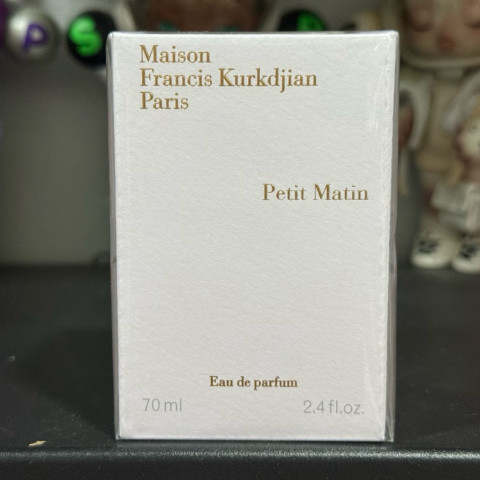 P S
Maison
Francis Kurkdjian
Paris
Petit Matin
Eau de parfum
70 ml 2.4 fl.oz.